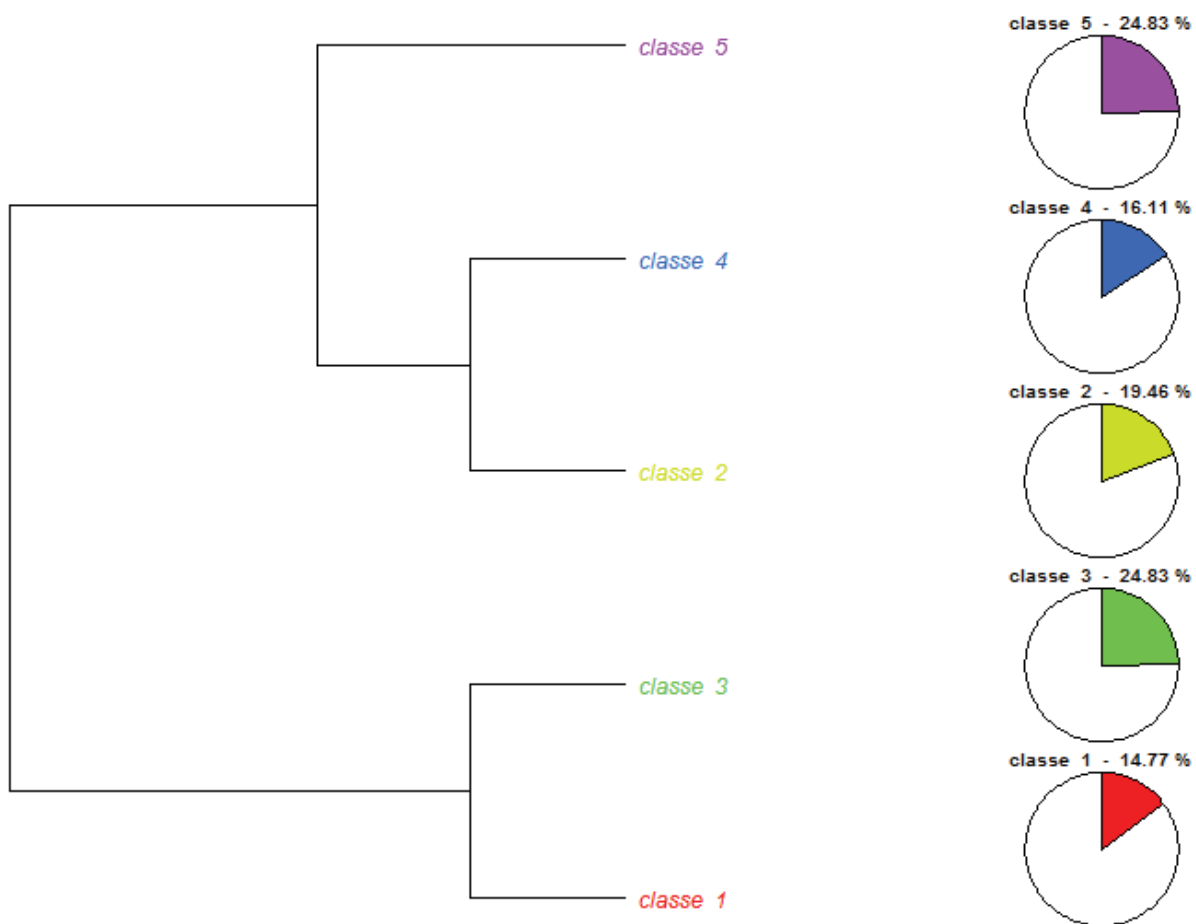 classe 5 - 24.83 %
classe 5
classe 4 - 16.11 %
classe 4
classe 2 - 19.46 %
classe 2
classe 3 - 24.83 %
classe 3
classe 1 - 14.77 %
classe 1